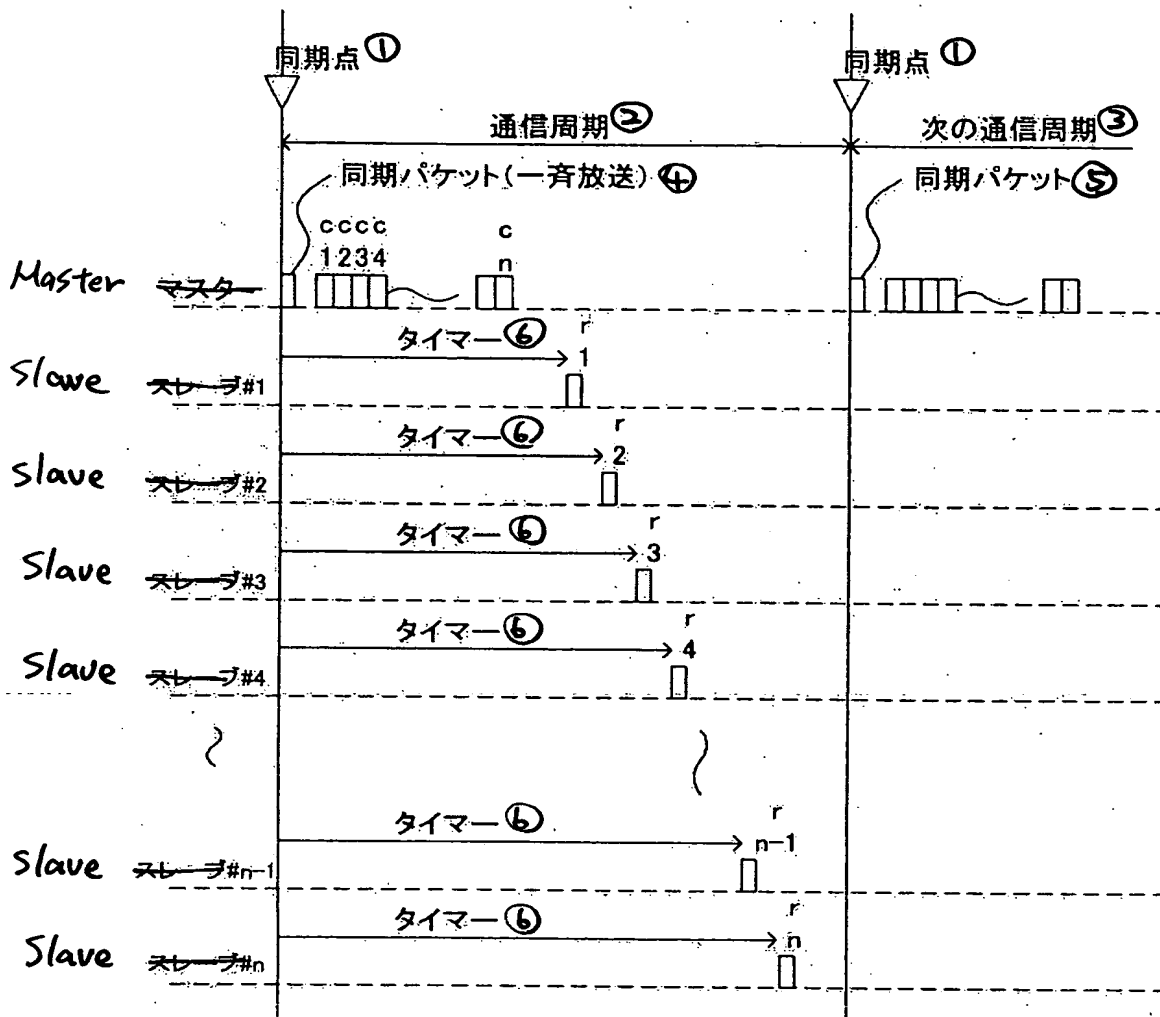 同期点①
同期点①
通信周期②
次の通信周期③
同期パケット(一斉放送)④
同期パケット⑤
c c c c
1 2 3 4
c
n
Master マスター
タイマー⑥
r
1
Slowe スレーブ#1
タイマー⑥
r
2
Slave スレーブ#2
タイマー⑥
r
3
Slave スレーブ#3
タイマー⑥
r
4
Slave スレーブ#4
タイマー⑥
r
n-1
Slave スレーブ#n-1
タイマー⑥
r
n
Slave スレーブ#n